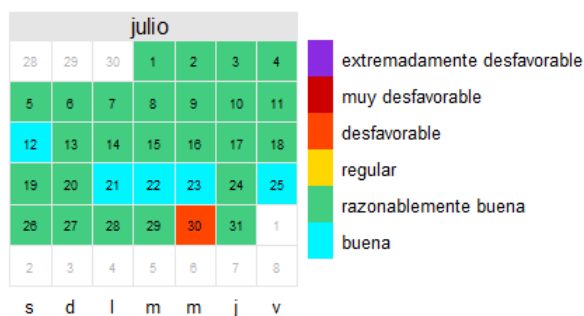 julio
28 29 30 1 2 3 4
5 6 7 8 9 10 11
12 13 14 15 16 17 18
19 20 21 22 23 24 25
26 27 28 29 30 31 1
2 3 4 5 6 7 8
s d l m m j v
extremadamente desfavorable
muy desfavorable
desfavorable
regular
razonablemente buena
buena